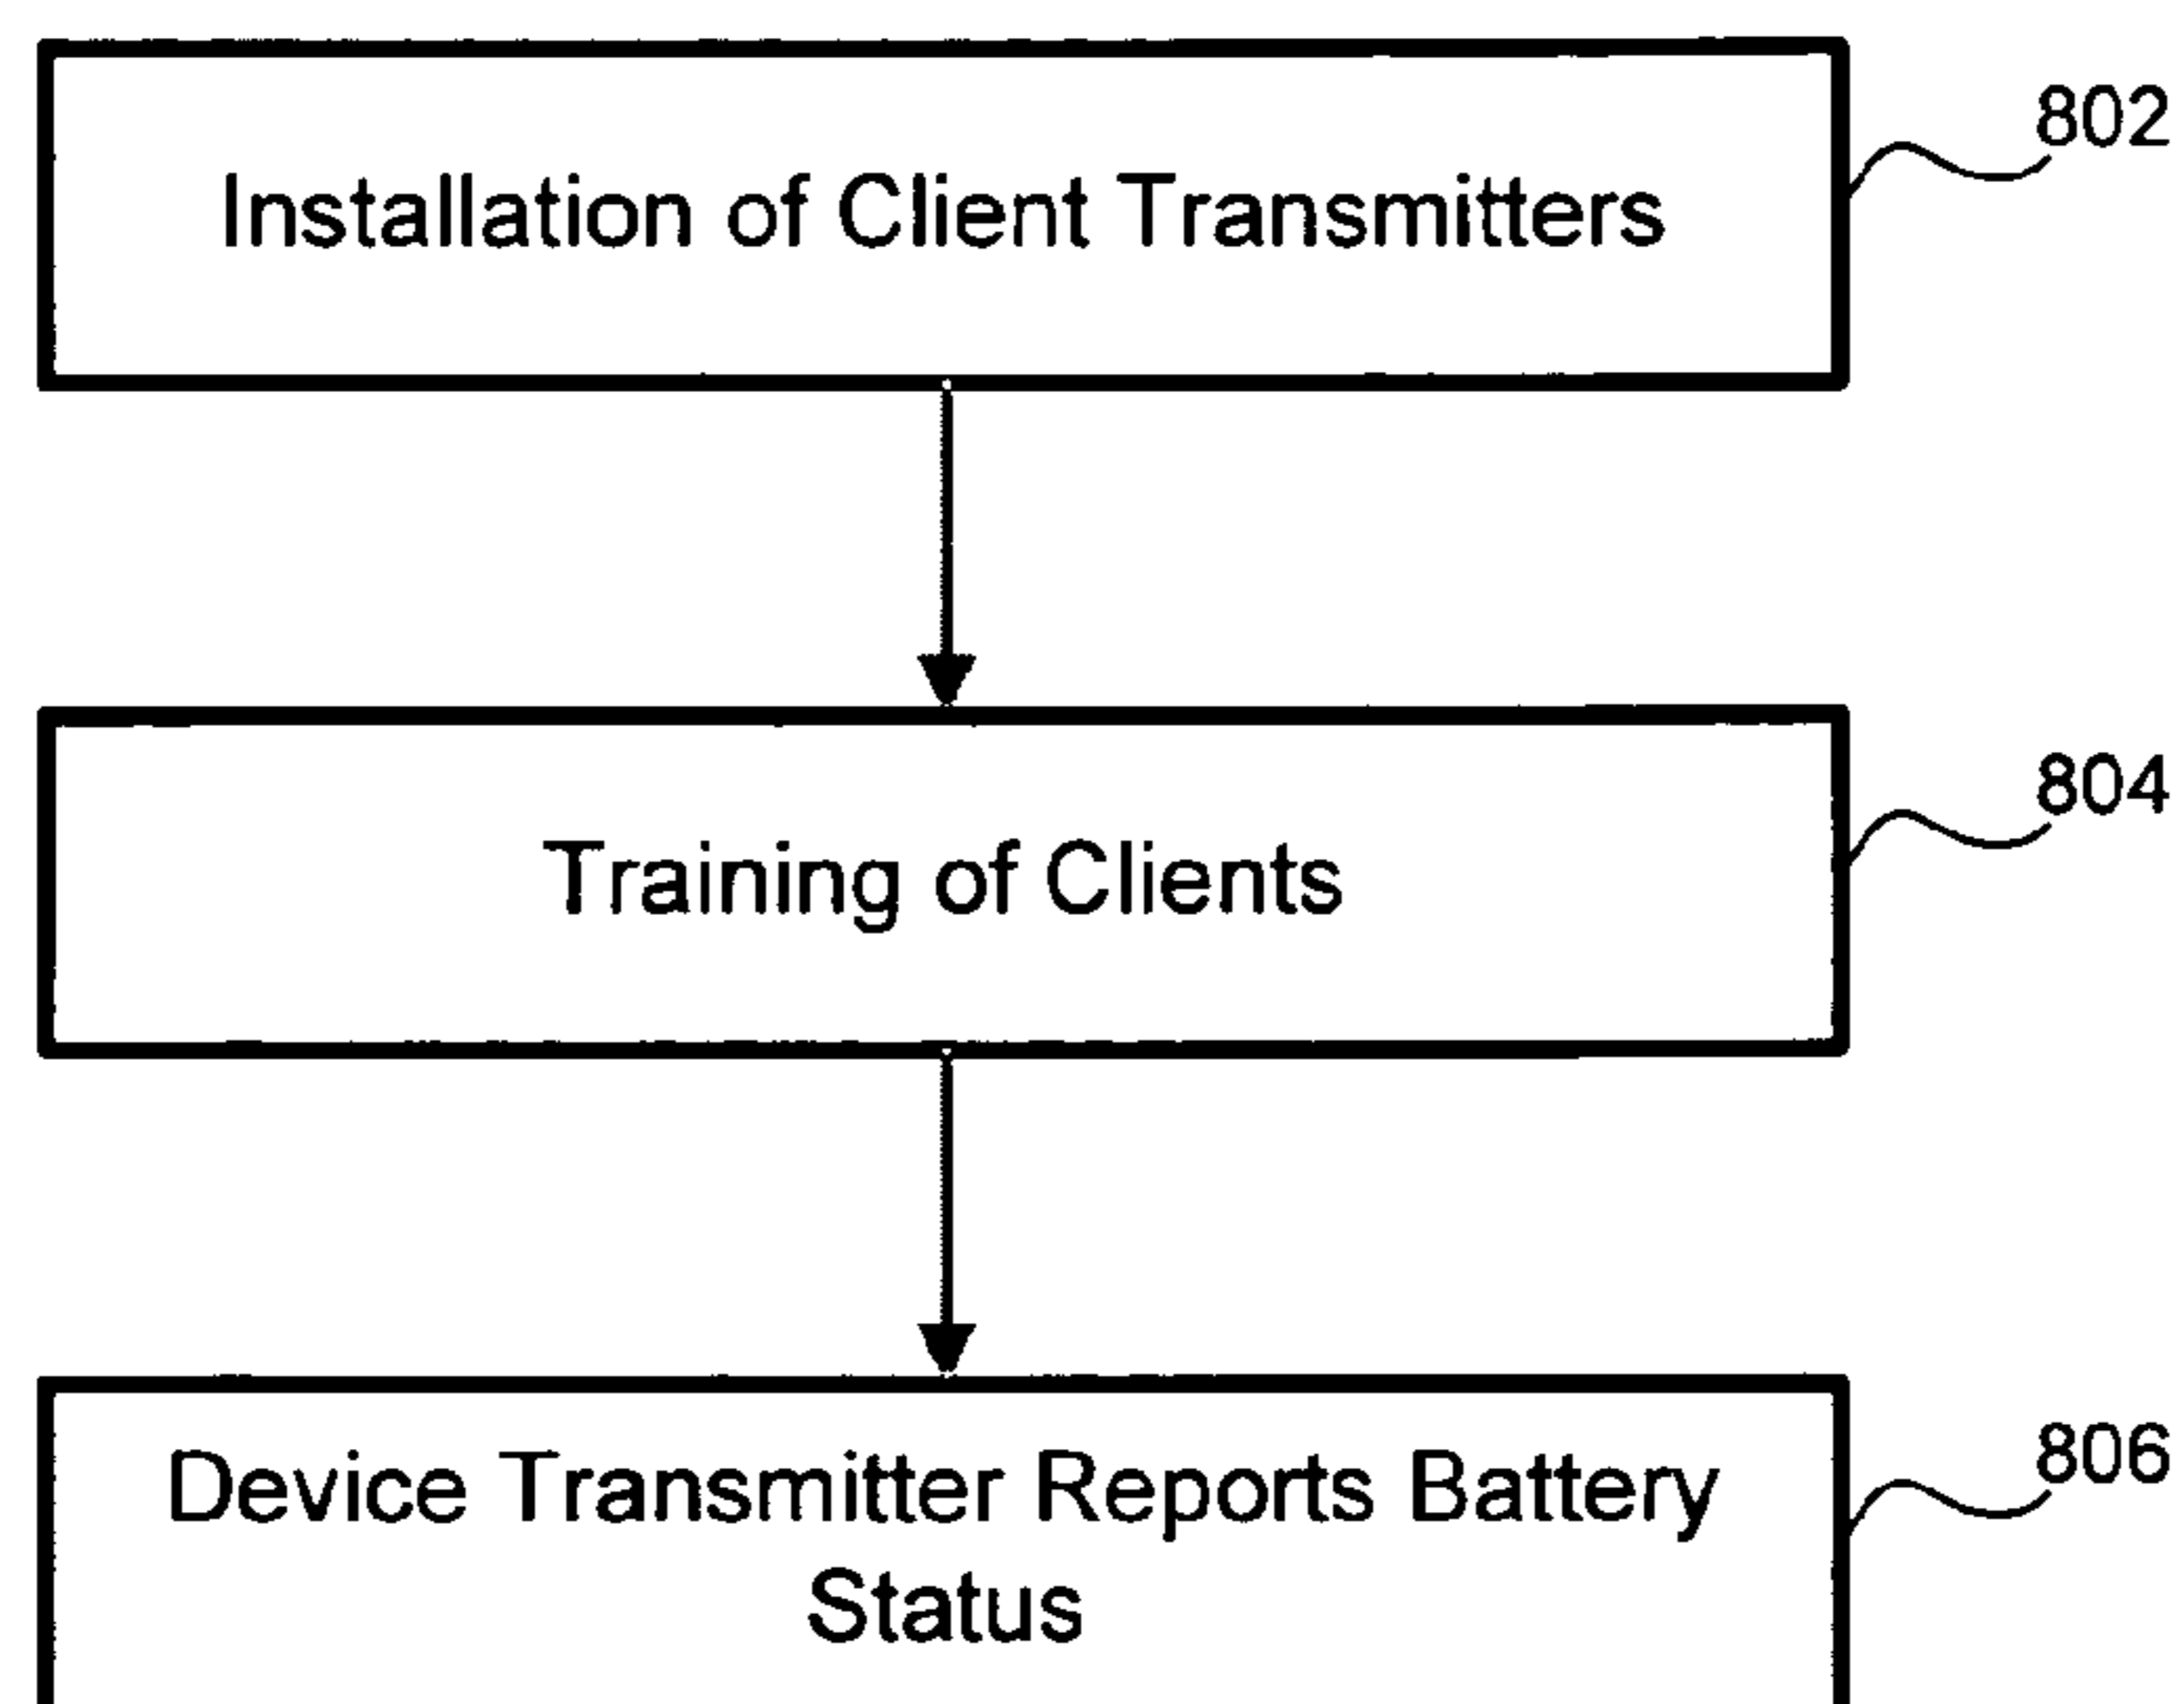 802
Installation of Client Transmitters
804
Training of Clients
806
Device Transmitter Reports Battery
Status